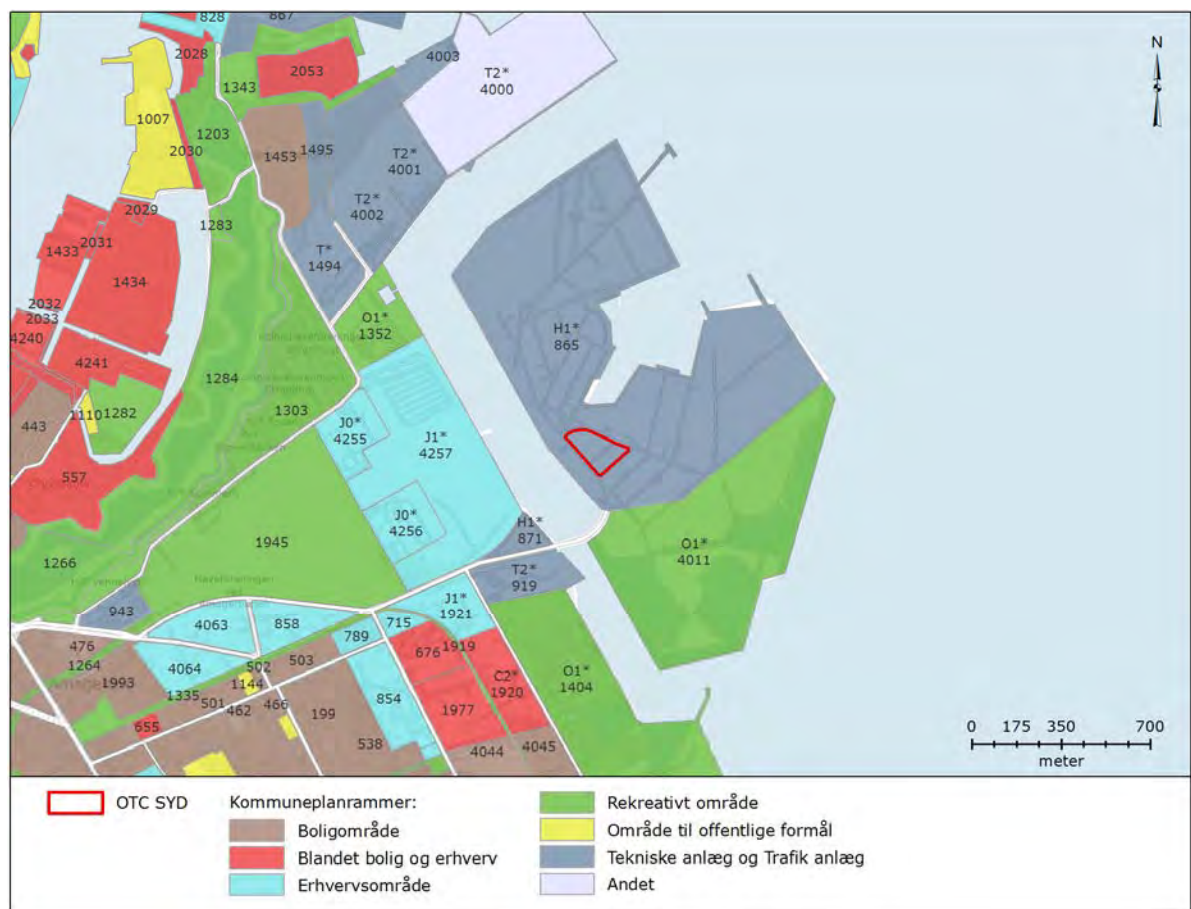 828
867
N
2028
4003
2053
T2*
4000
1343
1007
1203
2030
1453
1495
T2*
4001
T2*
4002
2029
1283
2031
1433
T*
1494
1434
2032
2033
O1*
1352
H1*
865
4240
4241
1284
1303
1110
1282
443
J0*
4255
J1*
4257
557
J0*
4256
H1*
871
1945
O1*
4011
1266
T2*
919
943
J1*
1921
4063
858
715
789
476
676
1919
1264
1993
4064
502
503
1144
C2*
1920
O1*
1404
1335
501
462
466
199
854
1977
655
538
4044
4045
0 175 350 700
meter
OTC SYD
Kommuneplanrammer:
Boligområde
Blandet bolig og erhverv
Erhvervsområde
Rekreativt område
Område til offentlige formål
Tekniske anlæg og Trafik anlæg
Andet